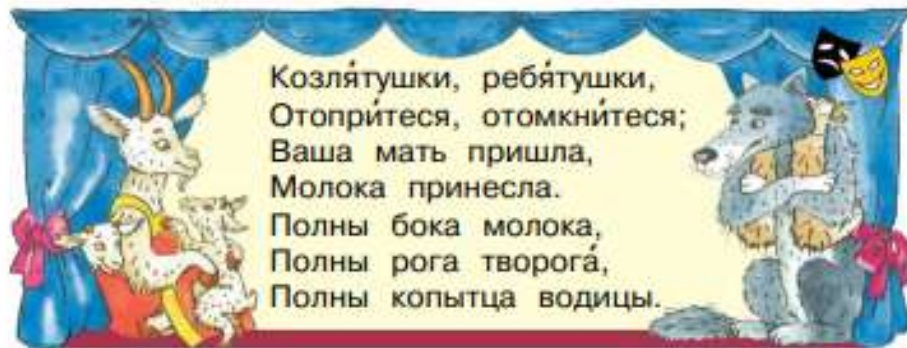 Козля́тушки, ребя́тушки,
Отопри́теся, отомкни́теся;
Ваша мать пришла,
Молока принесла.
Полны бока молока,
Полны рога творога́,
Полны копытца водицы.